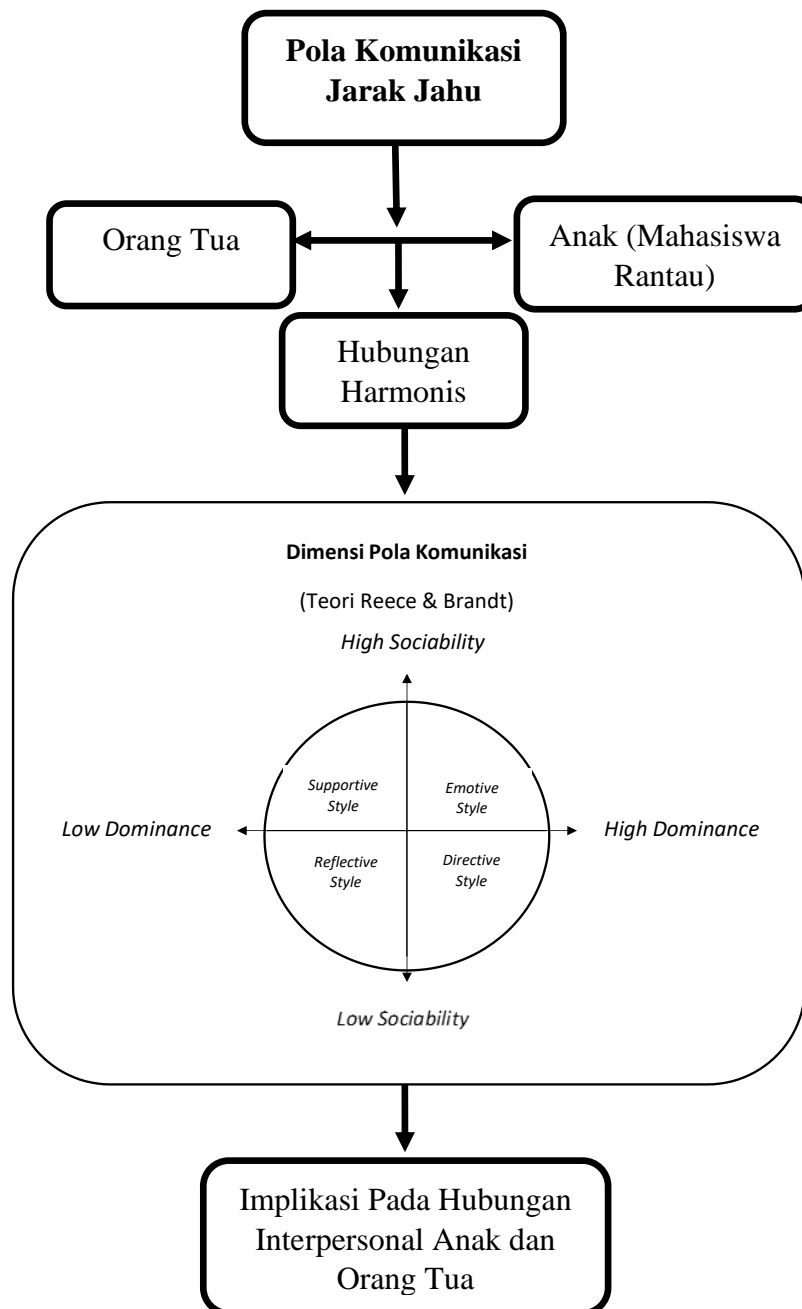 Pola Komunikasi
Jarak Jahu
Orang Tua
Anak (Mahasiswa
Rantau)
Hubungan
Harmonis
Dimensi Pola Komunikasi
(Teori Reece & Brandt)
High Sociability
Supportive
Style
Emotive
Style
Low Dominance
High Dominance
Reflective
Style
Directive
Style
Low Sociability
Implikasi Pada Hubungan
Interpersonal Anak dan
Orang Tua